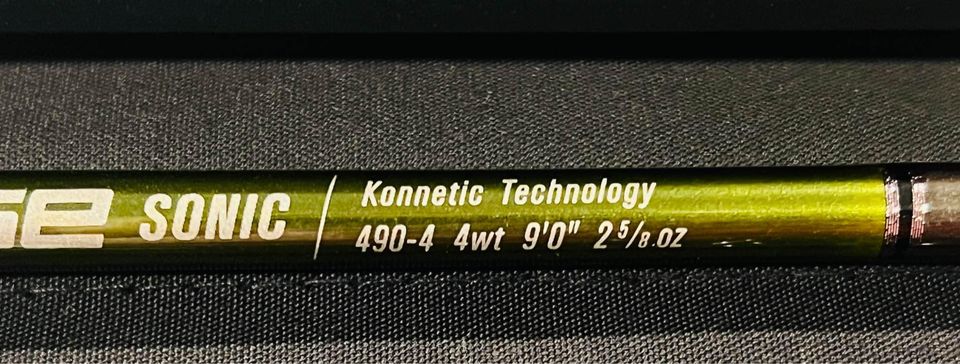 SONIC
Konnetic Technology
490-4 4wt 9'0" 2 5/8.oz